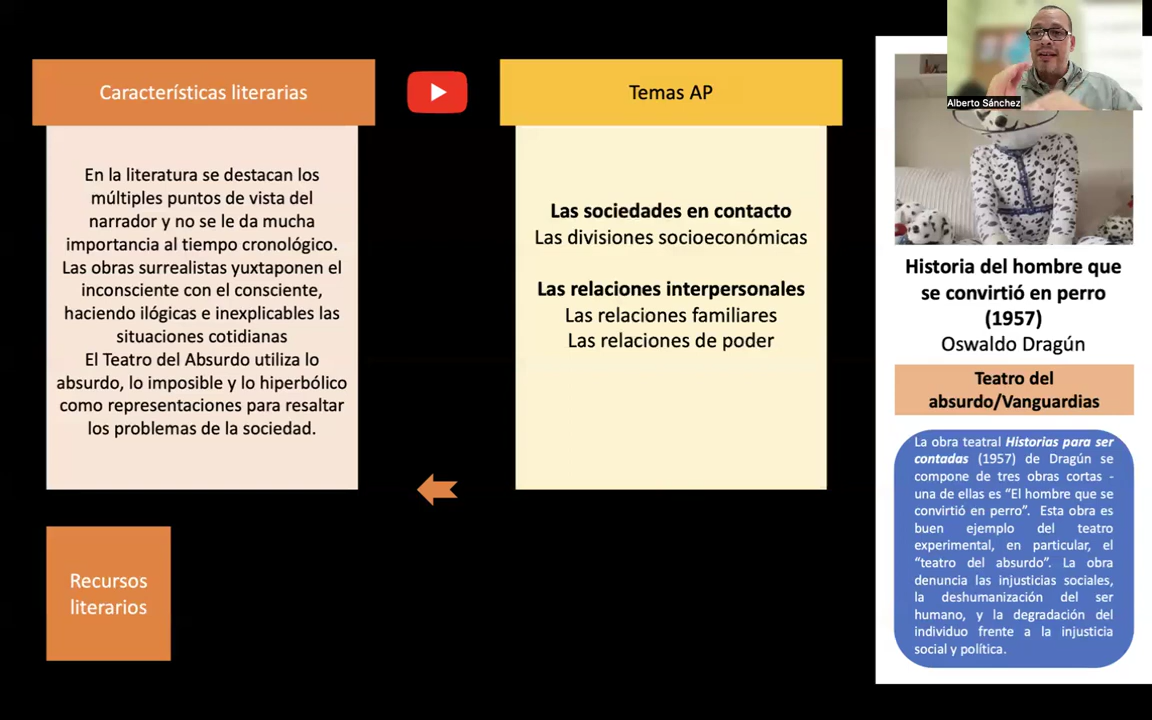 Características literarias
En la literatura se destacan los
múltiples puntos de vista del
narrador y no se le da mucha
importancia al tiempo cronológico.
Las obras surrealistas yuxtaponen el
inconsciente con el consciente,
haciendo ilógicas e inexplicables las
situaciones cotidianas
El Teatro del Absurdo utiliza lo
absurdo, lo imposible y lo hiperbólico
como representaciones para resaltar
los problemas de la sociedad.
Recursos
literarios
Temas AP
Las sociedades en contacto
Las divisiones socioeconómicas
Las relaciones interpersonales
Las relaciones familiares
Las relaciones de poder
Alberto Sánchez
Historia del hombre que
se convirtió en perro
(1957)
Oswaldo Dragún
Teatro del
absurdo/Vanguardias
La obra teatral Historias para ser
contadas (1957) de Dragún se
compone de tres obras cortas -
una de ellas es “El hombre que se
convirtió en perro”. Esta obra es
buen ejemplo del teatro
experimental, en particular, el
“teatro del absurdo”. La obra
denuncia las injusticias sociales,
la deshumanización del ser
humano, y la degradación del
individuo frente a la injusticia
social y política.